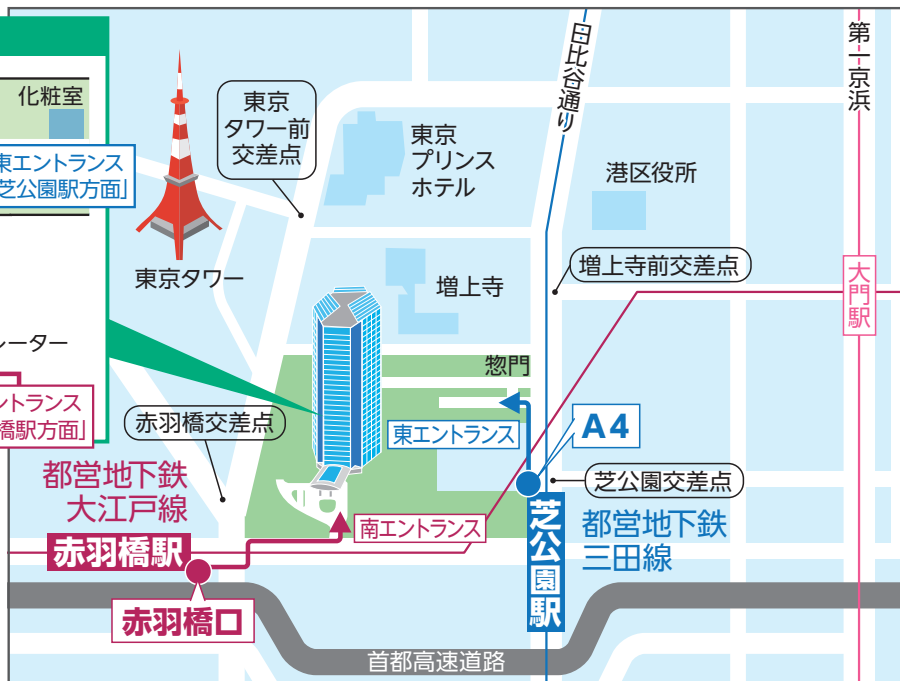 化粧室
東エントランス
芝公園駅方面」
レーター
ントランス
橋駅方面」
東京タワー
東京
タワー前
交差点
東京
プリンス
ホテル
日比谷通り
第一京浜
港区役所
増上寺前交差点
大門駅
増上寺
惣門
赤羽橋交差点
東エントランス
A4
芝公園交差点
都営地下鉄
大江戸線
赤羽橋駅
赤羽橋口
南エントランス
芝公園駅
都営地下鉄
三田線
首都高速道路